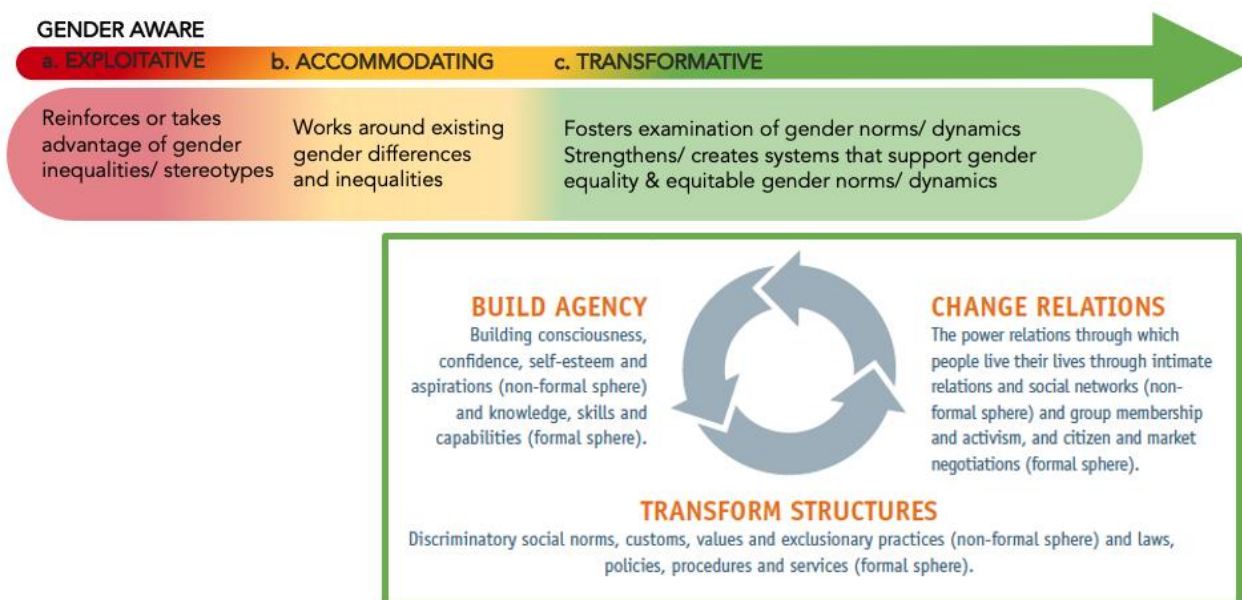 GENDER AWARE
a. EXPLOITATIVE
b. ACCOMMODATING
c. TRANSFORMATIVE
Reinforces or takes
advantage of gender
inequalities/ stereotypes
Works around existing
gender differences
and inequalities
Fosters examination of gender norms/ dynamics
Strengthens/ creates systems that support gender
equality & equitable gender norms/ dynamics
BUILD AGENCY
Building consciousness,
confidence, self-esteem and
aspirations (non-formal sphere)
and knowledge, skills and
capabilities (formal sphere).
CHANGE RELATIONS
The power relations through which
people live their lives through intimate
relations and social networks (non-
formal sphere) and group membership
and activism, and citizen and market
negotiations (formal sphere).
TRANSFORM STRUCTURES
Discriminatory social norms, customs, values and exclusionary practices (non-formal sphere) and laws,
policies, procedures and services (formal sphere).